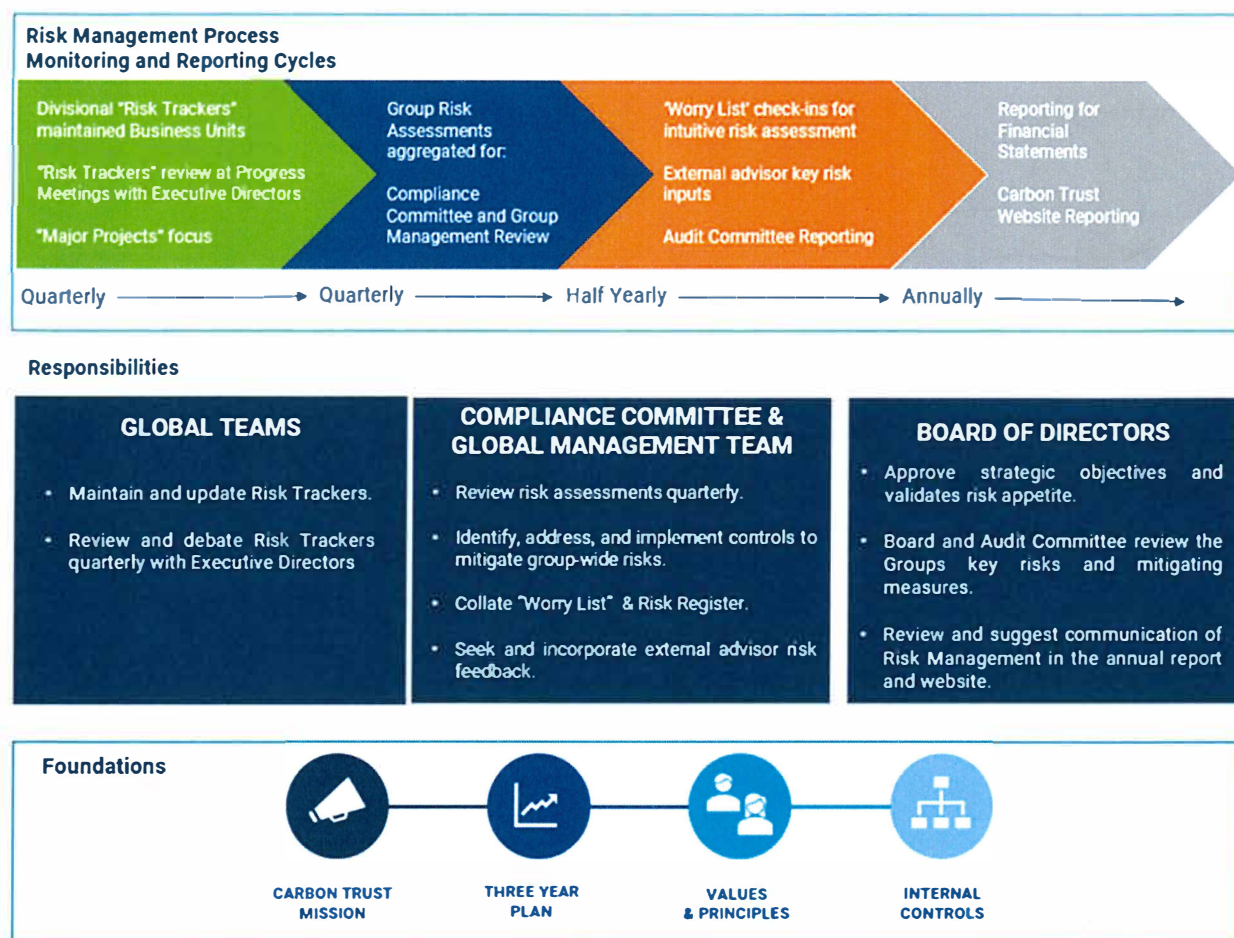 Risk Management Process
Monitoring and Reporting Cycles
Divisional "Risk Trackers"
maintained Business Units
"Risk Trackers" review at Progress
Meetings with Executive Directors
"Major Projects" focus
Group Risk
Assessments
aggregated for:
Compliance
Committee and Group
Management Review
'Worry List' check-ins for
intuitive risk assessment
External advisor key risk
inputs
Audit Committee Reporting
Reporting for
Financial
Statements
Carbon Trust
Website Reporting
Quarterly
Quarterly
Half Yearly
Annually
Responsibilities
GLOBAL TEAMS
• Maintain and update Risk Trackers.
• Review and debate Risk Trackers
quarterly with Executive Directors
COMPLIANCE COMMITTEE &
GLOBAL MANAGEMENT TEAM
• Review risk assessments quarterly.
• Identify, address, and implement controls to
mitigate group-wide risks.
• Collate "Worry List" & Risk Register.
• Seek and incorporate external advisor risk
feedback.
BOARD OF DIRECTORS
• Approve strategic objectives and
validates risk appetite.
• Board and Audit Committee review the
Groups key risks and mitigating
measures.
• Review and suggest communication of
Risk Management in the annual report
and website.
Foundations
CARBON TRUST
MISSION
THREE YEAR
PLAN
VALUES
& PRINCIPLES
INTERNAL
CONTROLS